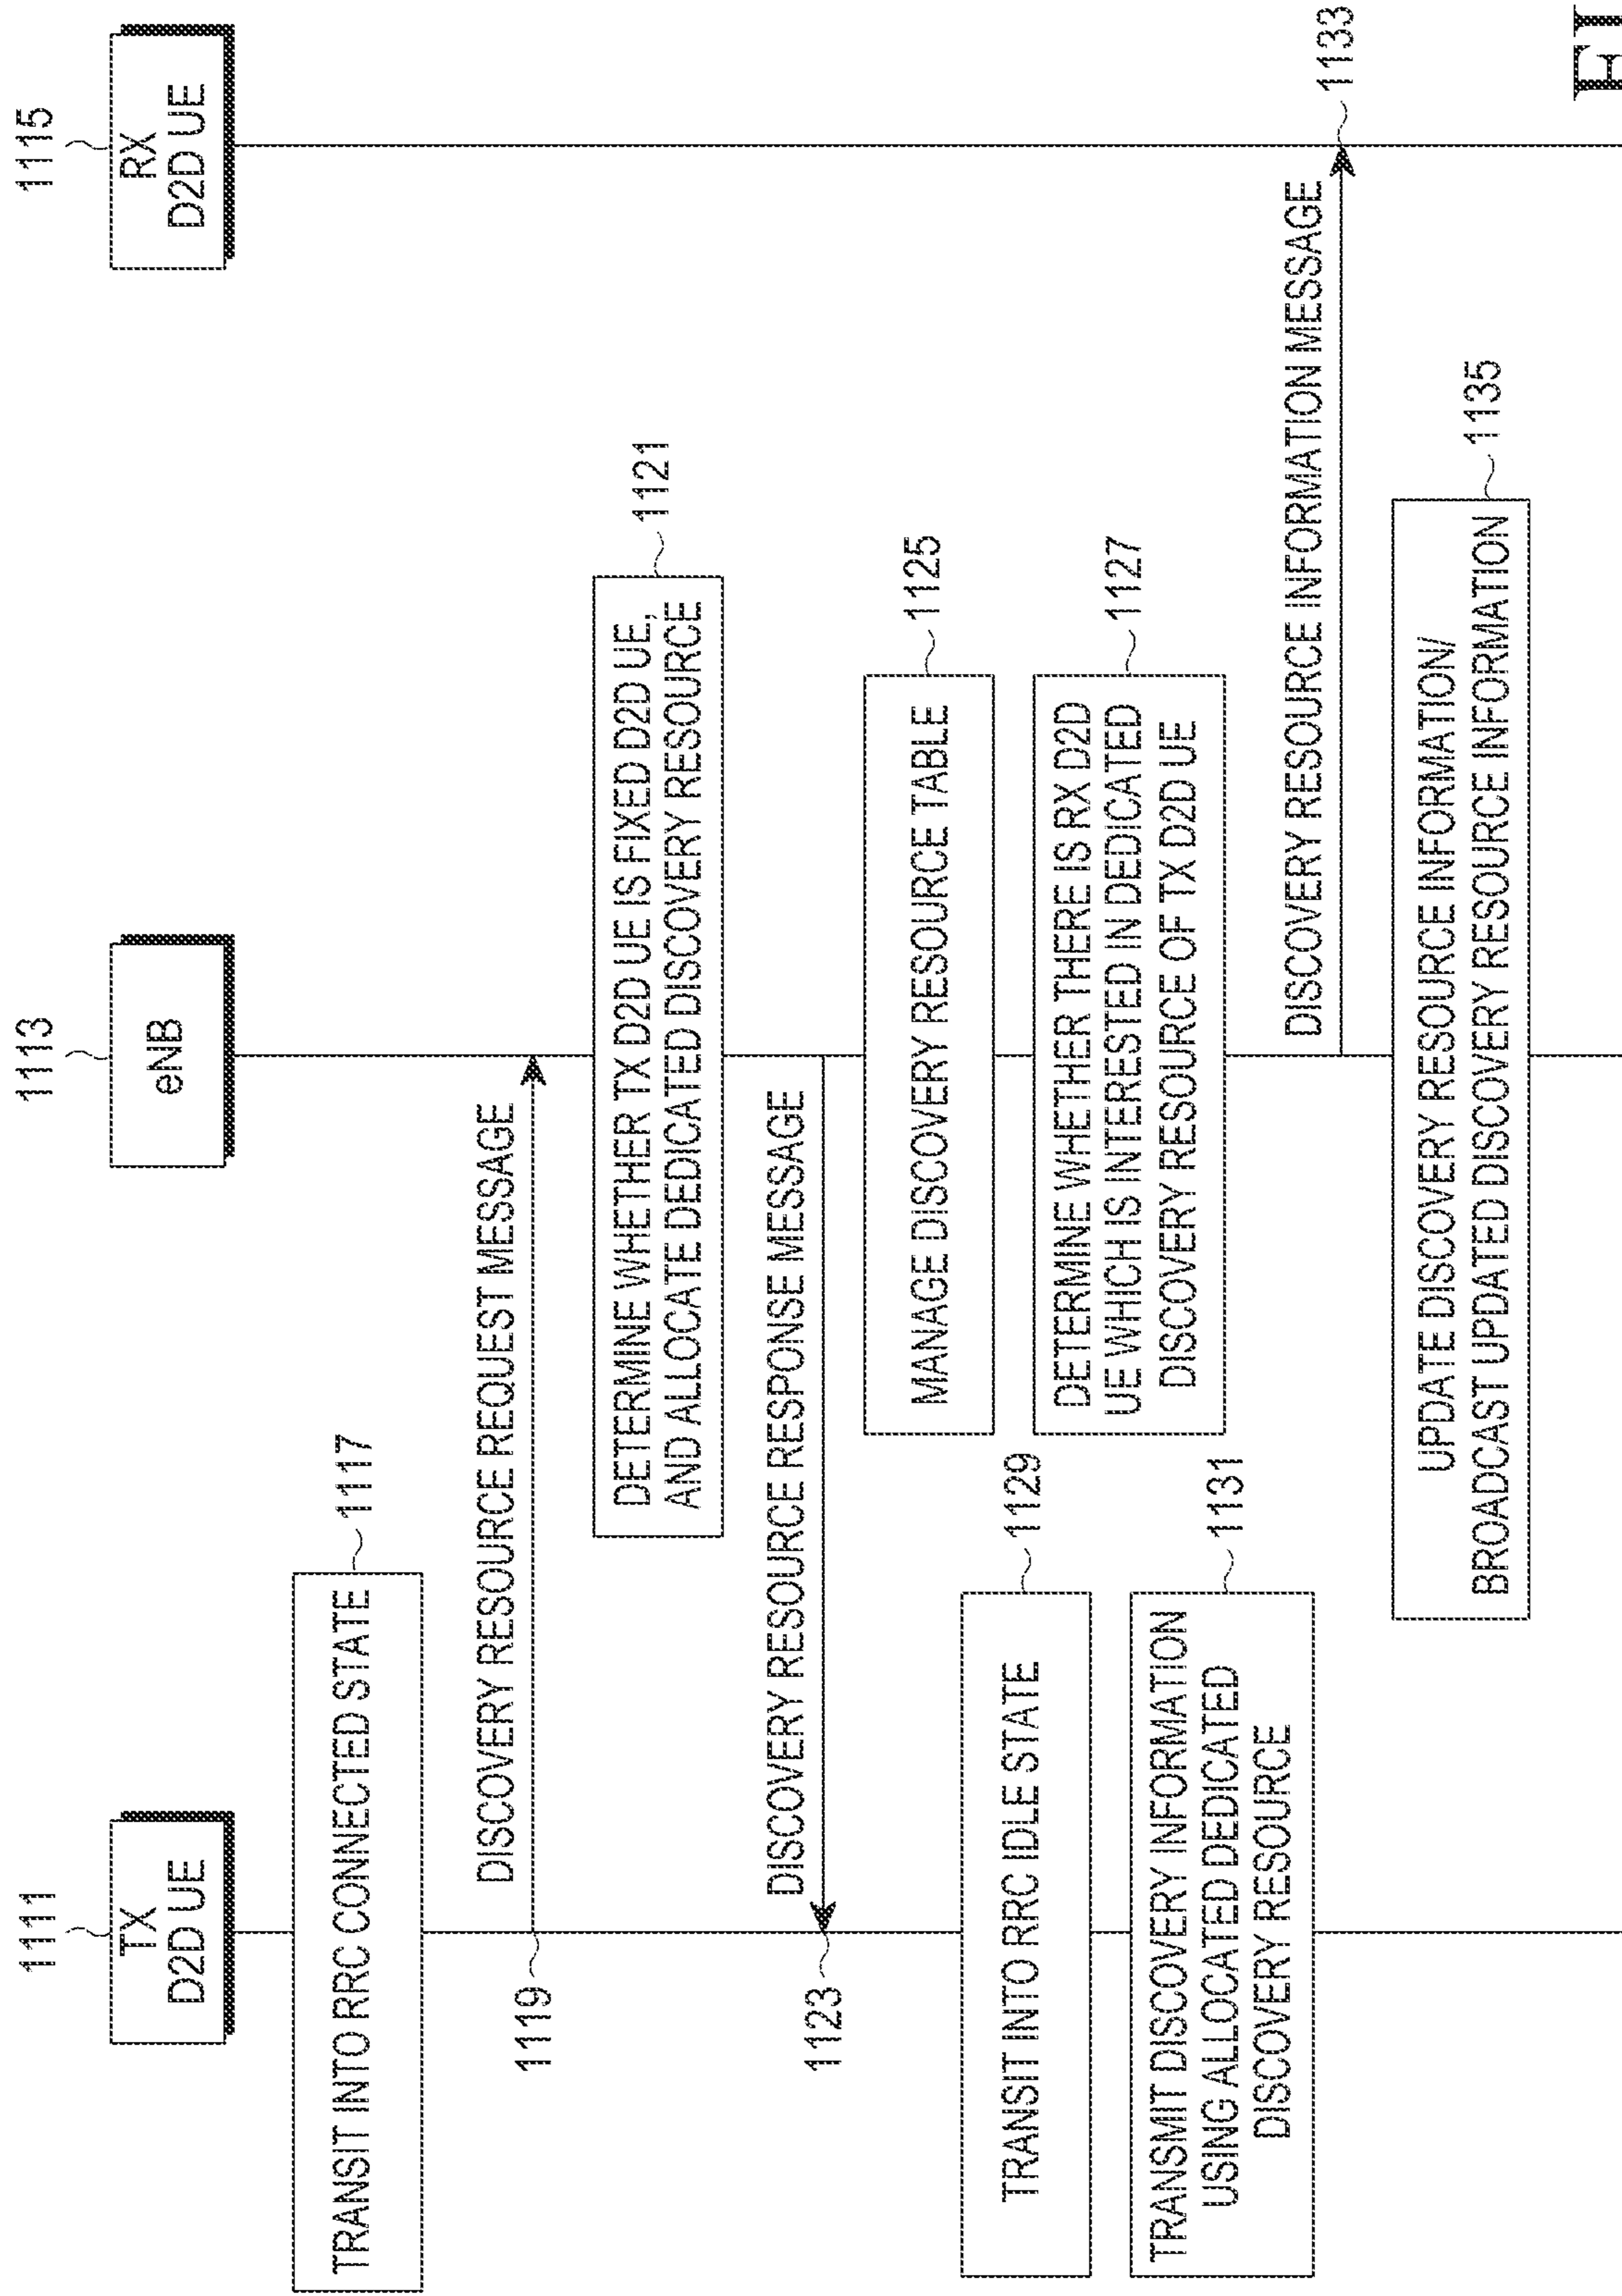 1111
TX
D2D UE
1113
eNB
1115
RX
D2D UE
TRANSIT INTO RRC CONNECTED STATE
1117
DISCOVERY RESOURCE REQUEST MESSAGE
1119
DETERMINE WHETHER TX D2D UE IS FIXED D2D UE,
AND ALLOCATE DEDICATED DISCOVERY RESOURCE
1121
DISCOVERY RESOURCE RESPONSE MESSAGE
1123
MANAGE DISCOVERY RESOURCE TABLE
1125
DETERMINE WHETHER THERE IS RX D2D
UE WHICH IS INTERESTED IN DEDICATED
DISCOVERY RESOURCE OF TX D2D UE
1127
TRANSIT INTO RRC IDLE STATE
1129
TRANSMIT DISCOVERY INFORMATION
USING ALLOCATED DEDICATED
DISCOVERY RESOURCE
1131
DISCOVERY RESOURCE INFORMATION MESSAGE
1133
UPDATE DISCOVERY RESOURCE INFORMATION/
BROADCAST UPDATED DISCOVERY RESOURCE INFORMATION
1135